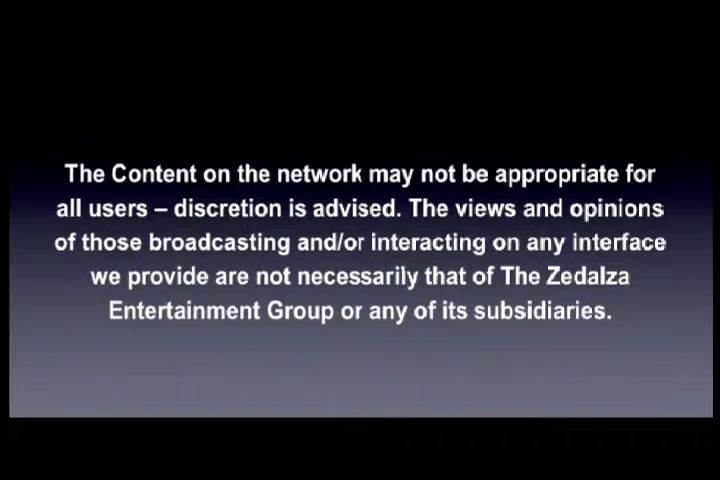 The Content on the network may not be appropriate for
all users – discretion is advised. The views and opinions
of those broadcasting and/or interacting on any interface
we provide are not necessarily that of The Zedalza
Entertainment Group or any of its subsidiaries.